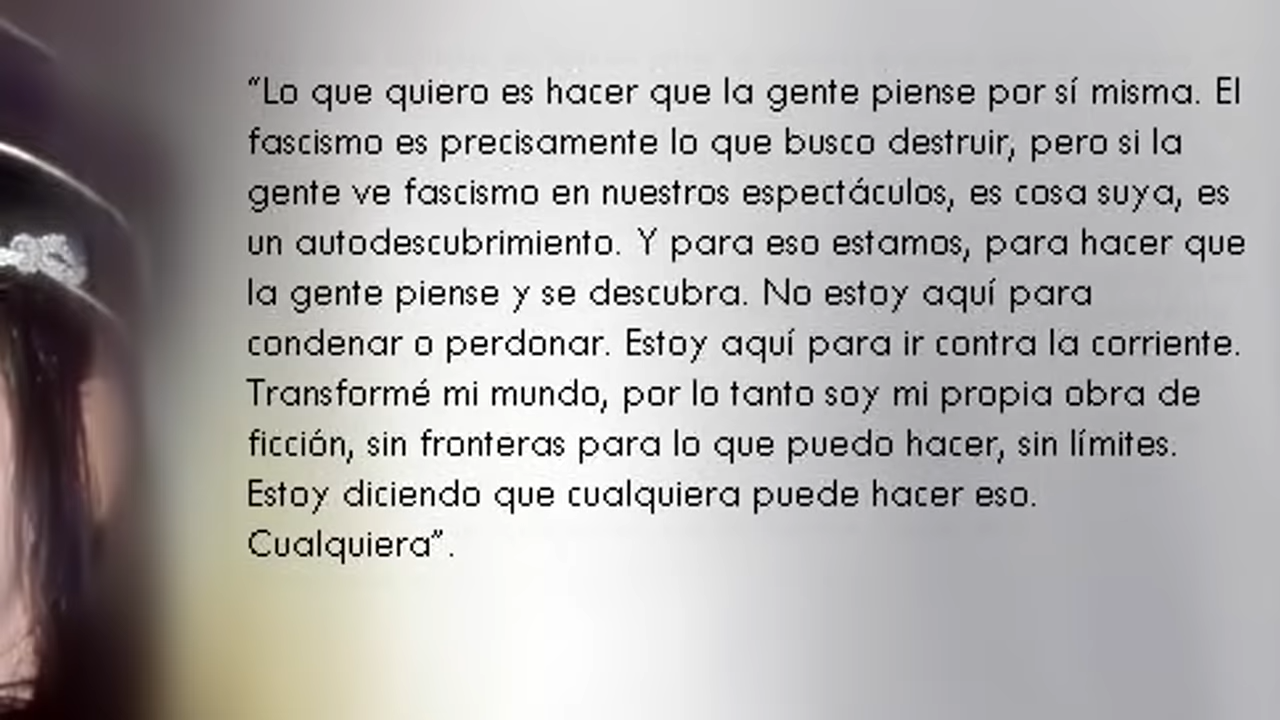 “Lo que quiero es hacer que la gente piense por sí misma. El
fascismo es precisamente lo que busco destruir, pero si la
gente ve fascismo en nuestros espectáculos, es cosa suya, es
un autodescubrimiento. Y para eso estamos, para hacer que
la gente piense y se descubra. No estoy aquí para
condenar o perdonar. Estoy aquí para ir contra la corriente.
Transformé mi mundo, por lo tanto soy mi propia obra de
ficción, sin fronteras para lo que puedo hacer, sin límites.
Estoy diciendo que cualquiera puede hacer eso.
Cualquiera”.